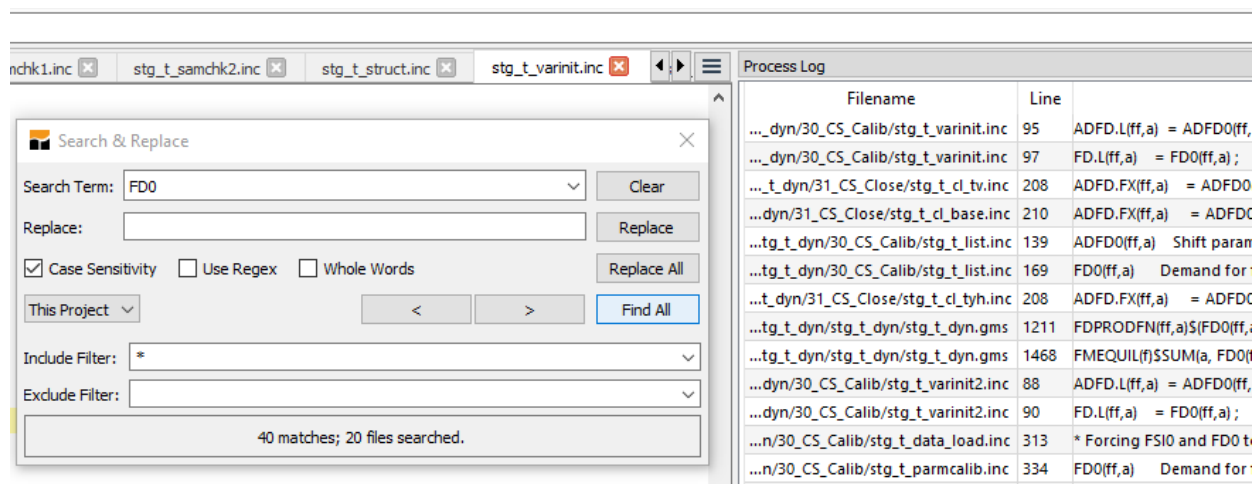 nchk1.inc stg_t_samchk2.inc stg_t_struct.inc stg_t_varinit.inc
Search & Replace
Search Term: FD0 Clear
Replace: Replace
Case Sensitivity Use Regex Whole Words Replace All
This Project < > Find All
Include Filter: *
Exclude Filter:
40 matches; 20 files searched.
Process Log
Filename Line
..._dyn/30_CS_Calib/stg_t_varinit.inc 95 ADFD.L(ff,a) = ADFD0(ff,
..._dyn/30_CS_Calib/stg_t_varinit.inc 97 FD.L(ff,a) = FD0(ff,a) ;
..._t_dyn/31_CS_Close/stg_t_cl_tv.inc 208 ADFD.FX(ff,a) = ADFD0
...dyn/31_CS_Close/stg_t_cl_base.inc 210 ADFD.FX(ff,a) = ADFD0
...tg_t_dyn/30_CS_Calib/stg_t_list.inc 139 ADFD0(ff,a) Shift param
...tg_t_dyn/30_CS_Calib/stg_t_list.inc 169 FD0(ff,a) Demand for
...t_dyn/31_CS_Close/stg_t_cl_tyh.inc 208 ADFD.FX(ff,a) = ADFD0
...tg_t_dyn/stg_t_dyn/stg_t_dyn.gms 1211 FDPRODFN(ff,a)$(FD0(ff,
...tg_t_dyn/stg_t_dyn/stg_t_dyn.gms 1468 FMEQUIL(f)$SUM(a, FD0(f
...dyn/30_CS_Calib/stg_t_varinit2.inc 88 ADFD.L(ff,a) = ADFD0(ff,
...dyn/30_CS_Calib/stg_t_varinit2.inc 90 FD.L(ff,a) = FD0(ff,a) ;
...n/30_CS_Calib/stg_t_data_load.inc 313 * Forcing FSI0 and FD0 t
...n/30_CS_Calib/stg_t_parmcalib.inc 334 FD0(ff,a) Demand for